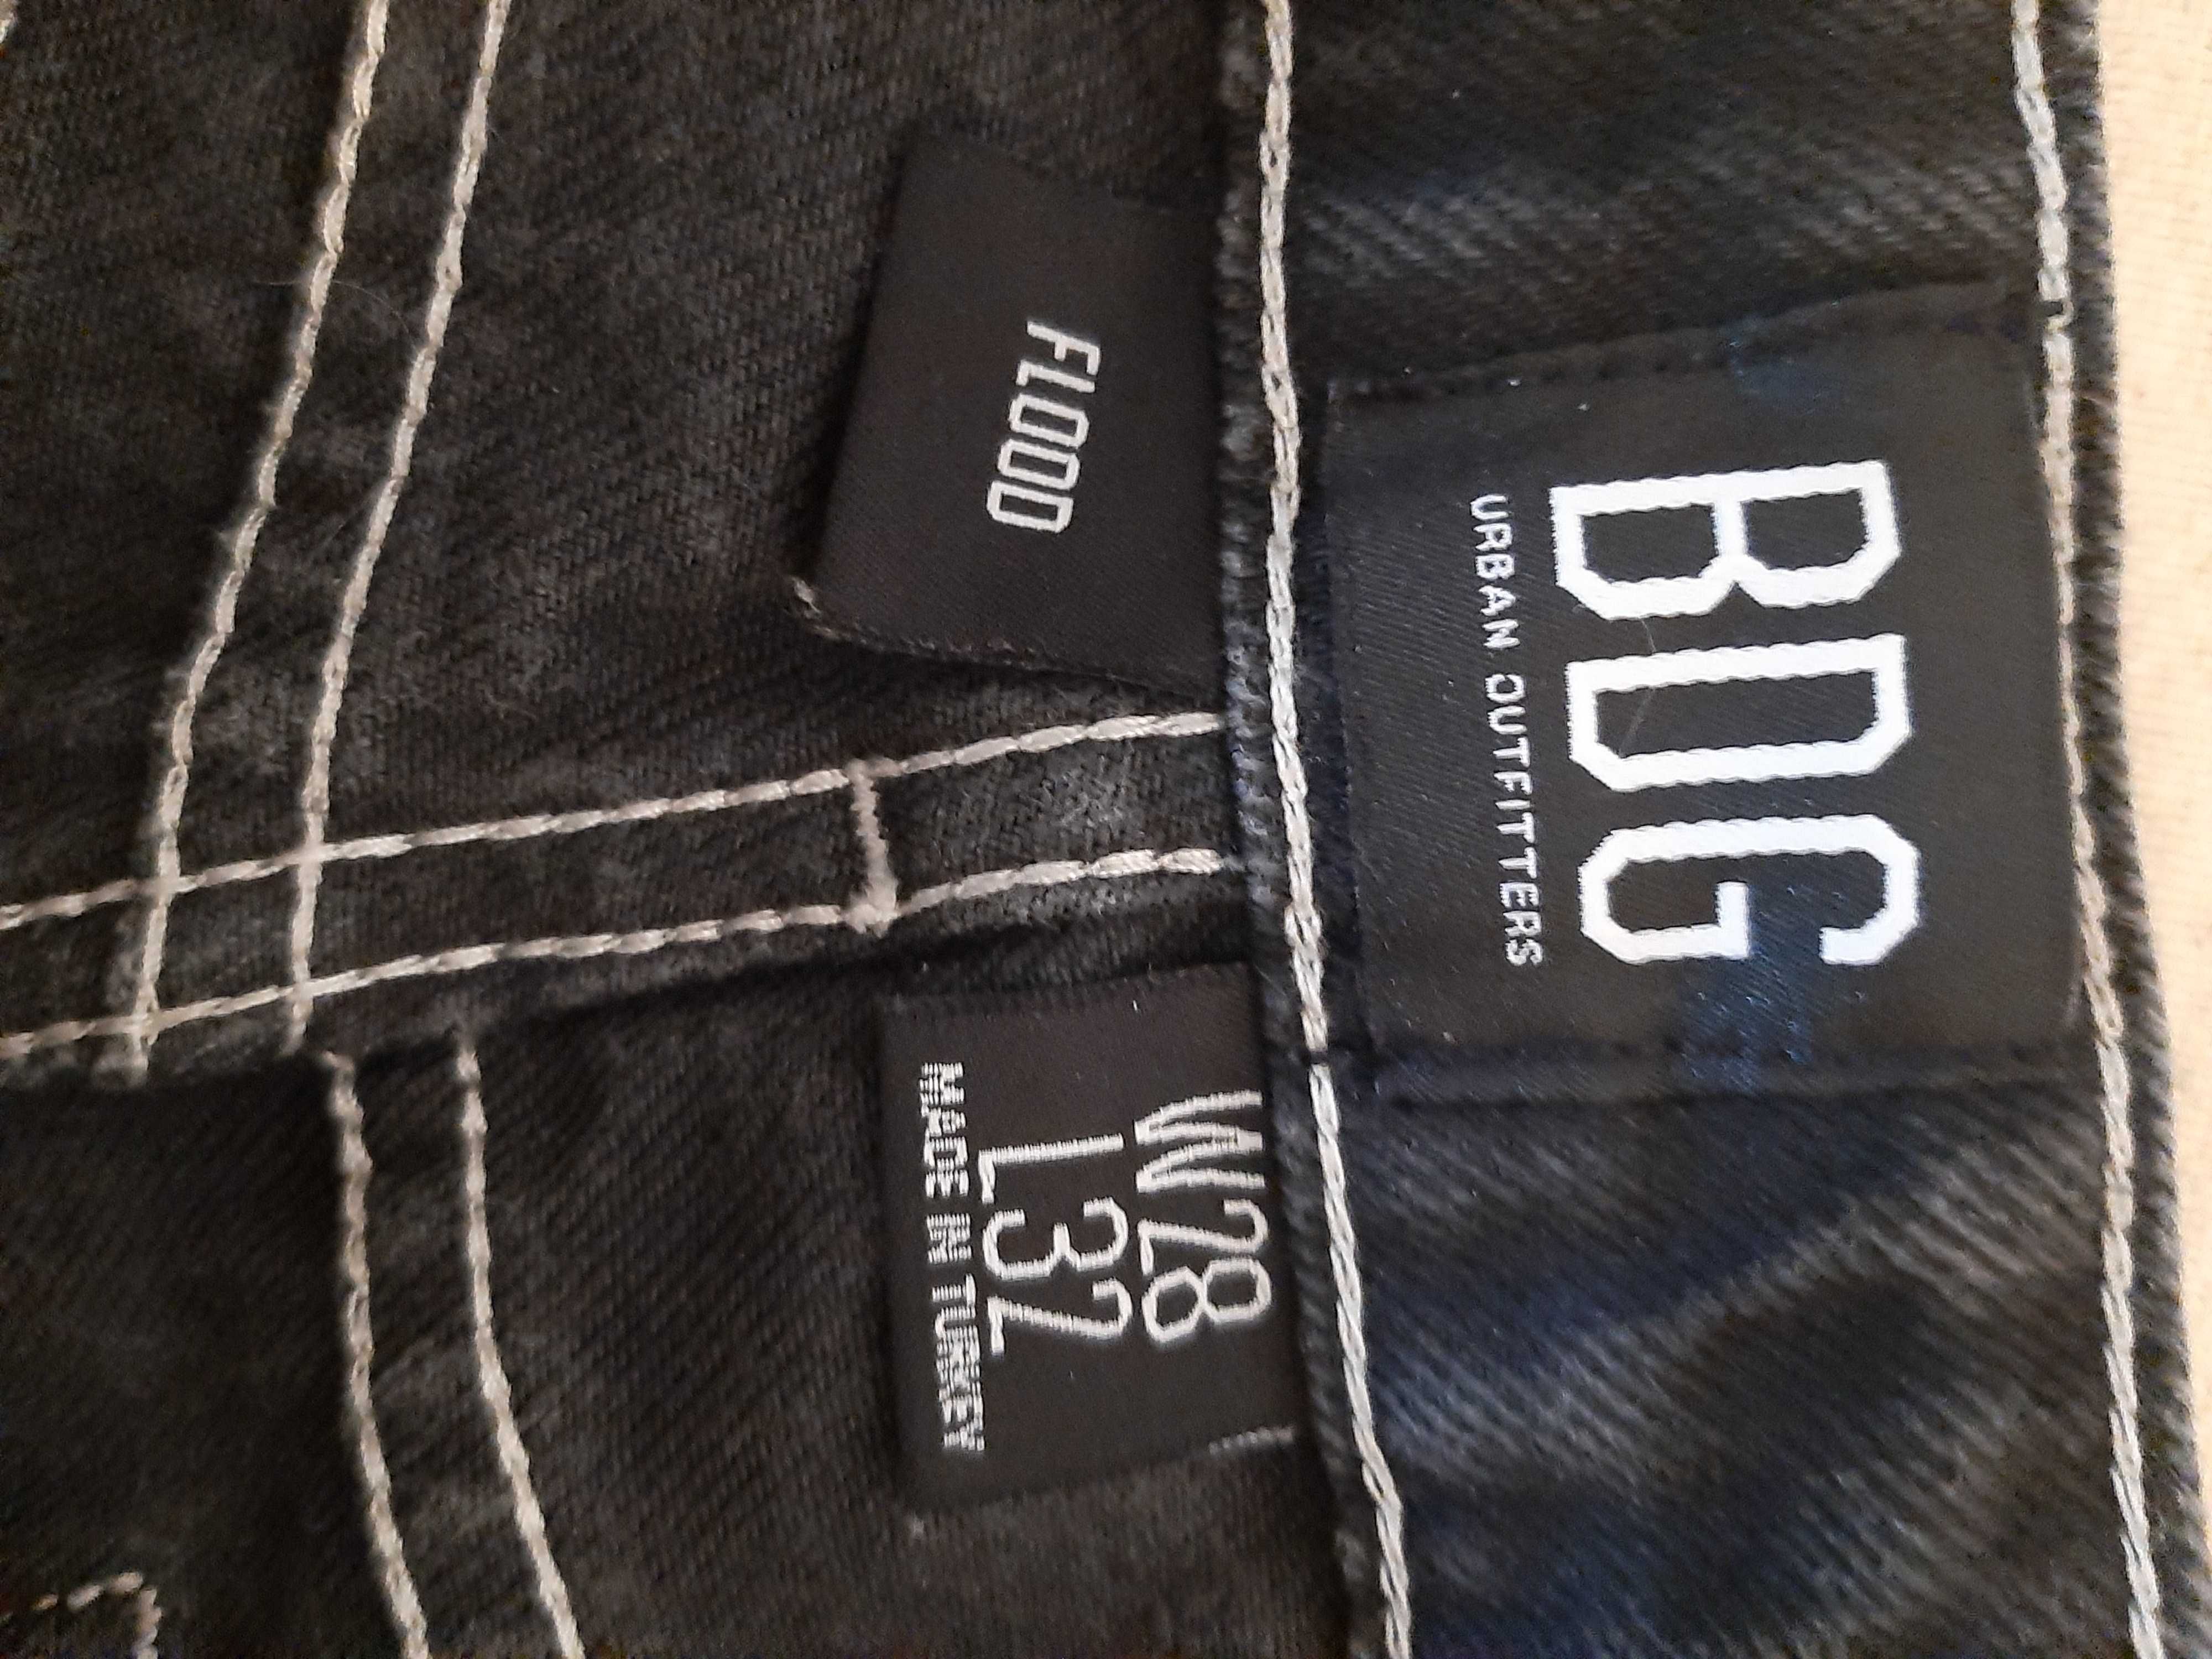 BDG
URBAN OUTFITTERS
FLOOD
W28
L32
MADE IN TURKEY